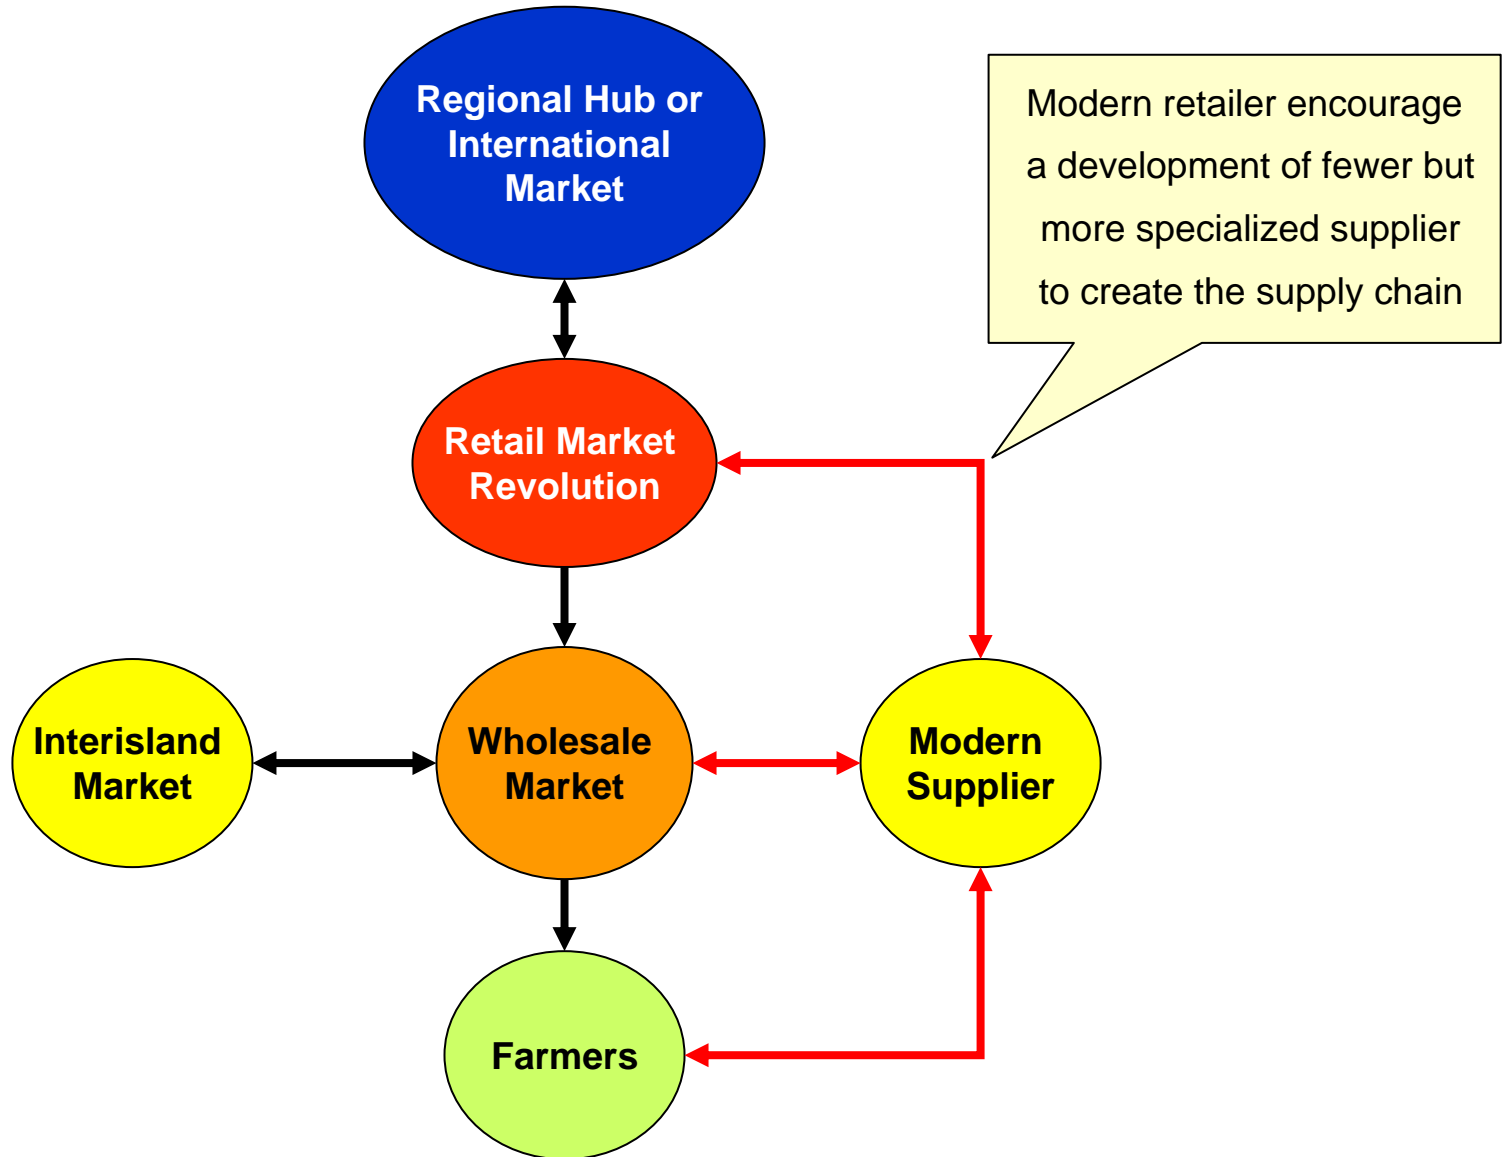 Regional Hub or
International
Market
Modern retailer encourage
a development of fewer but
more specialized supplier
to create the supply chain
Retail Market
Revolution
Interisland
Market
Wholesale
Market
Modern
Supplier
Farmers